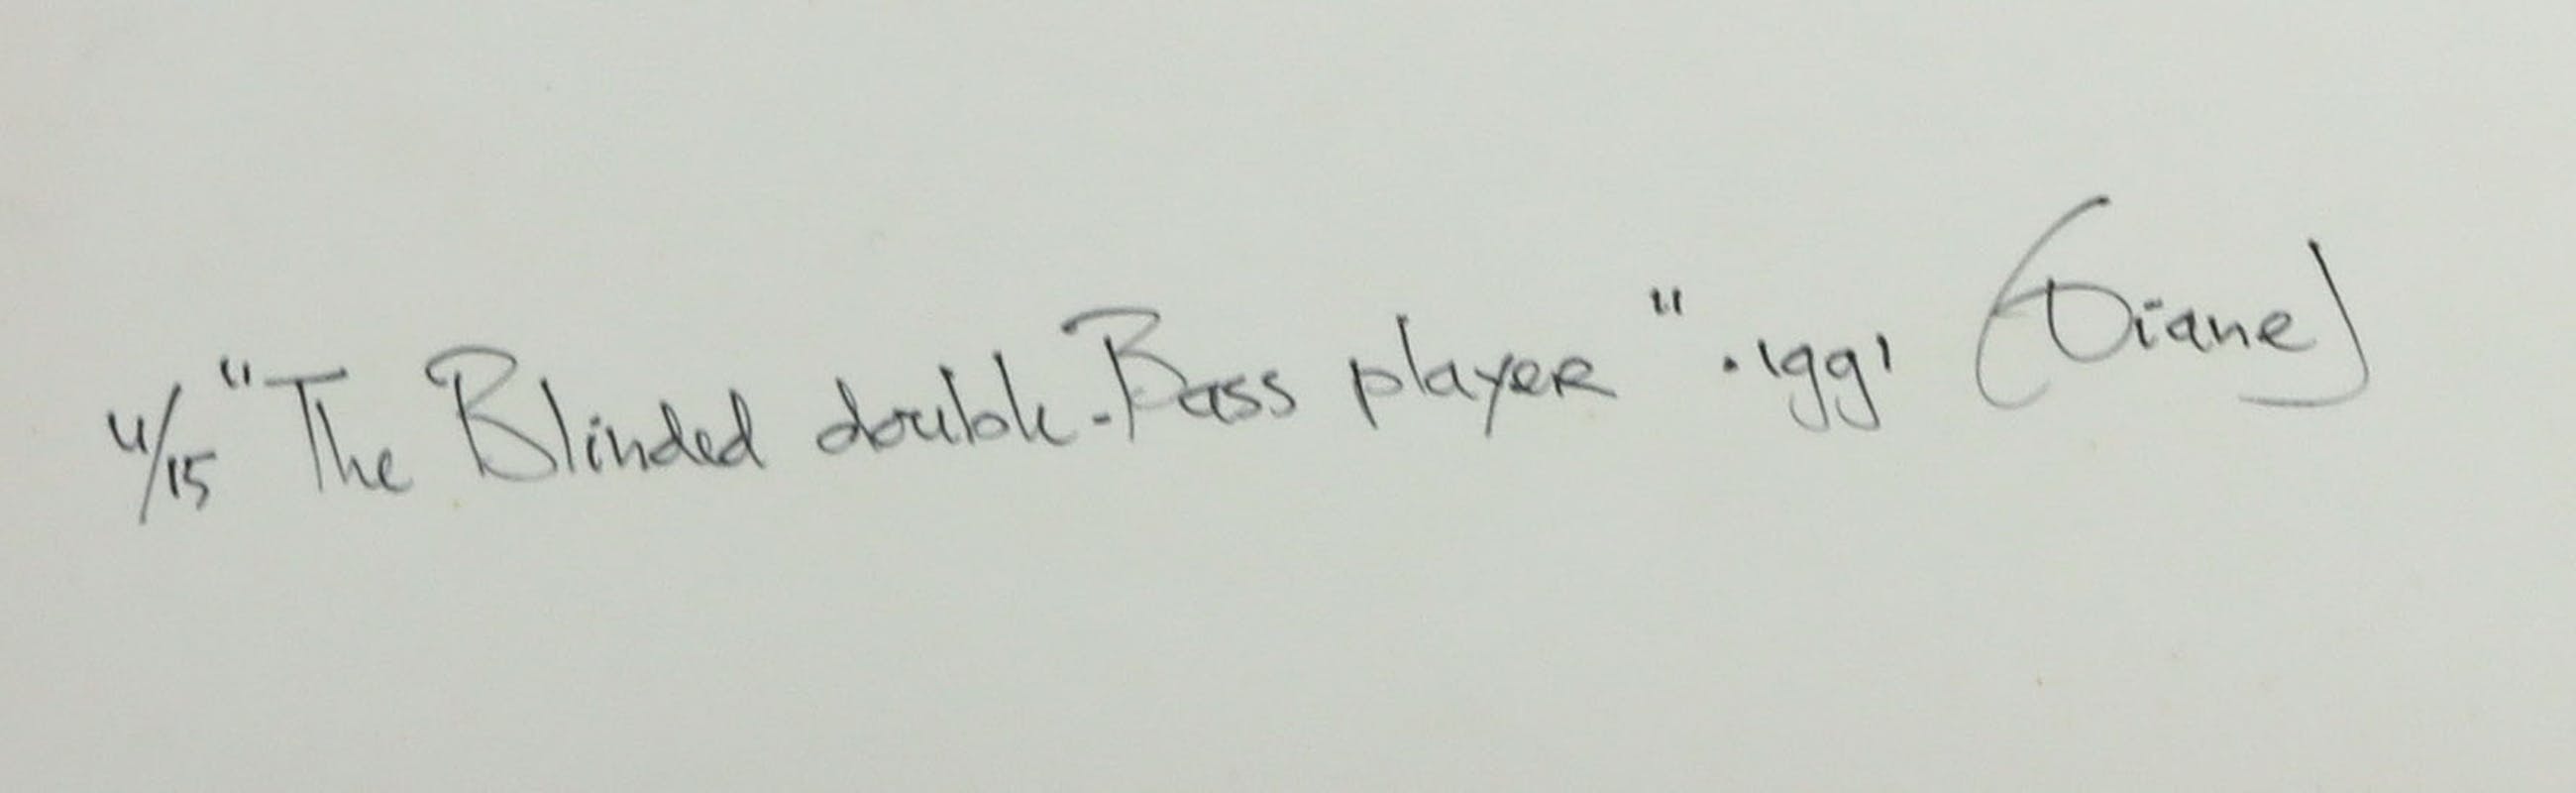 4/15 "The Blinded double-Bass player" . 1991 (Diane)